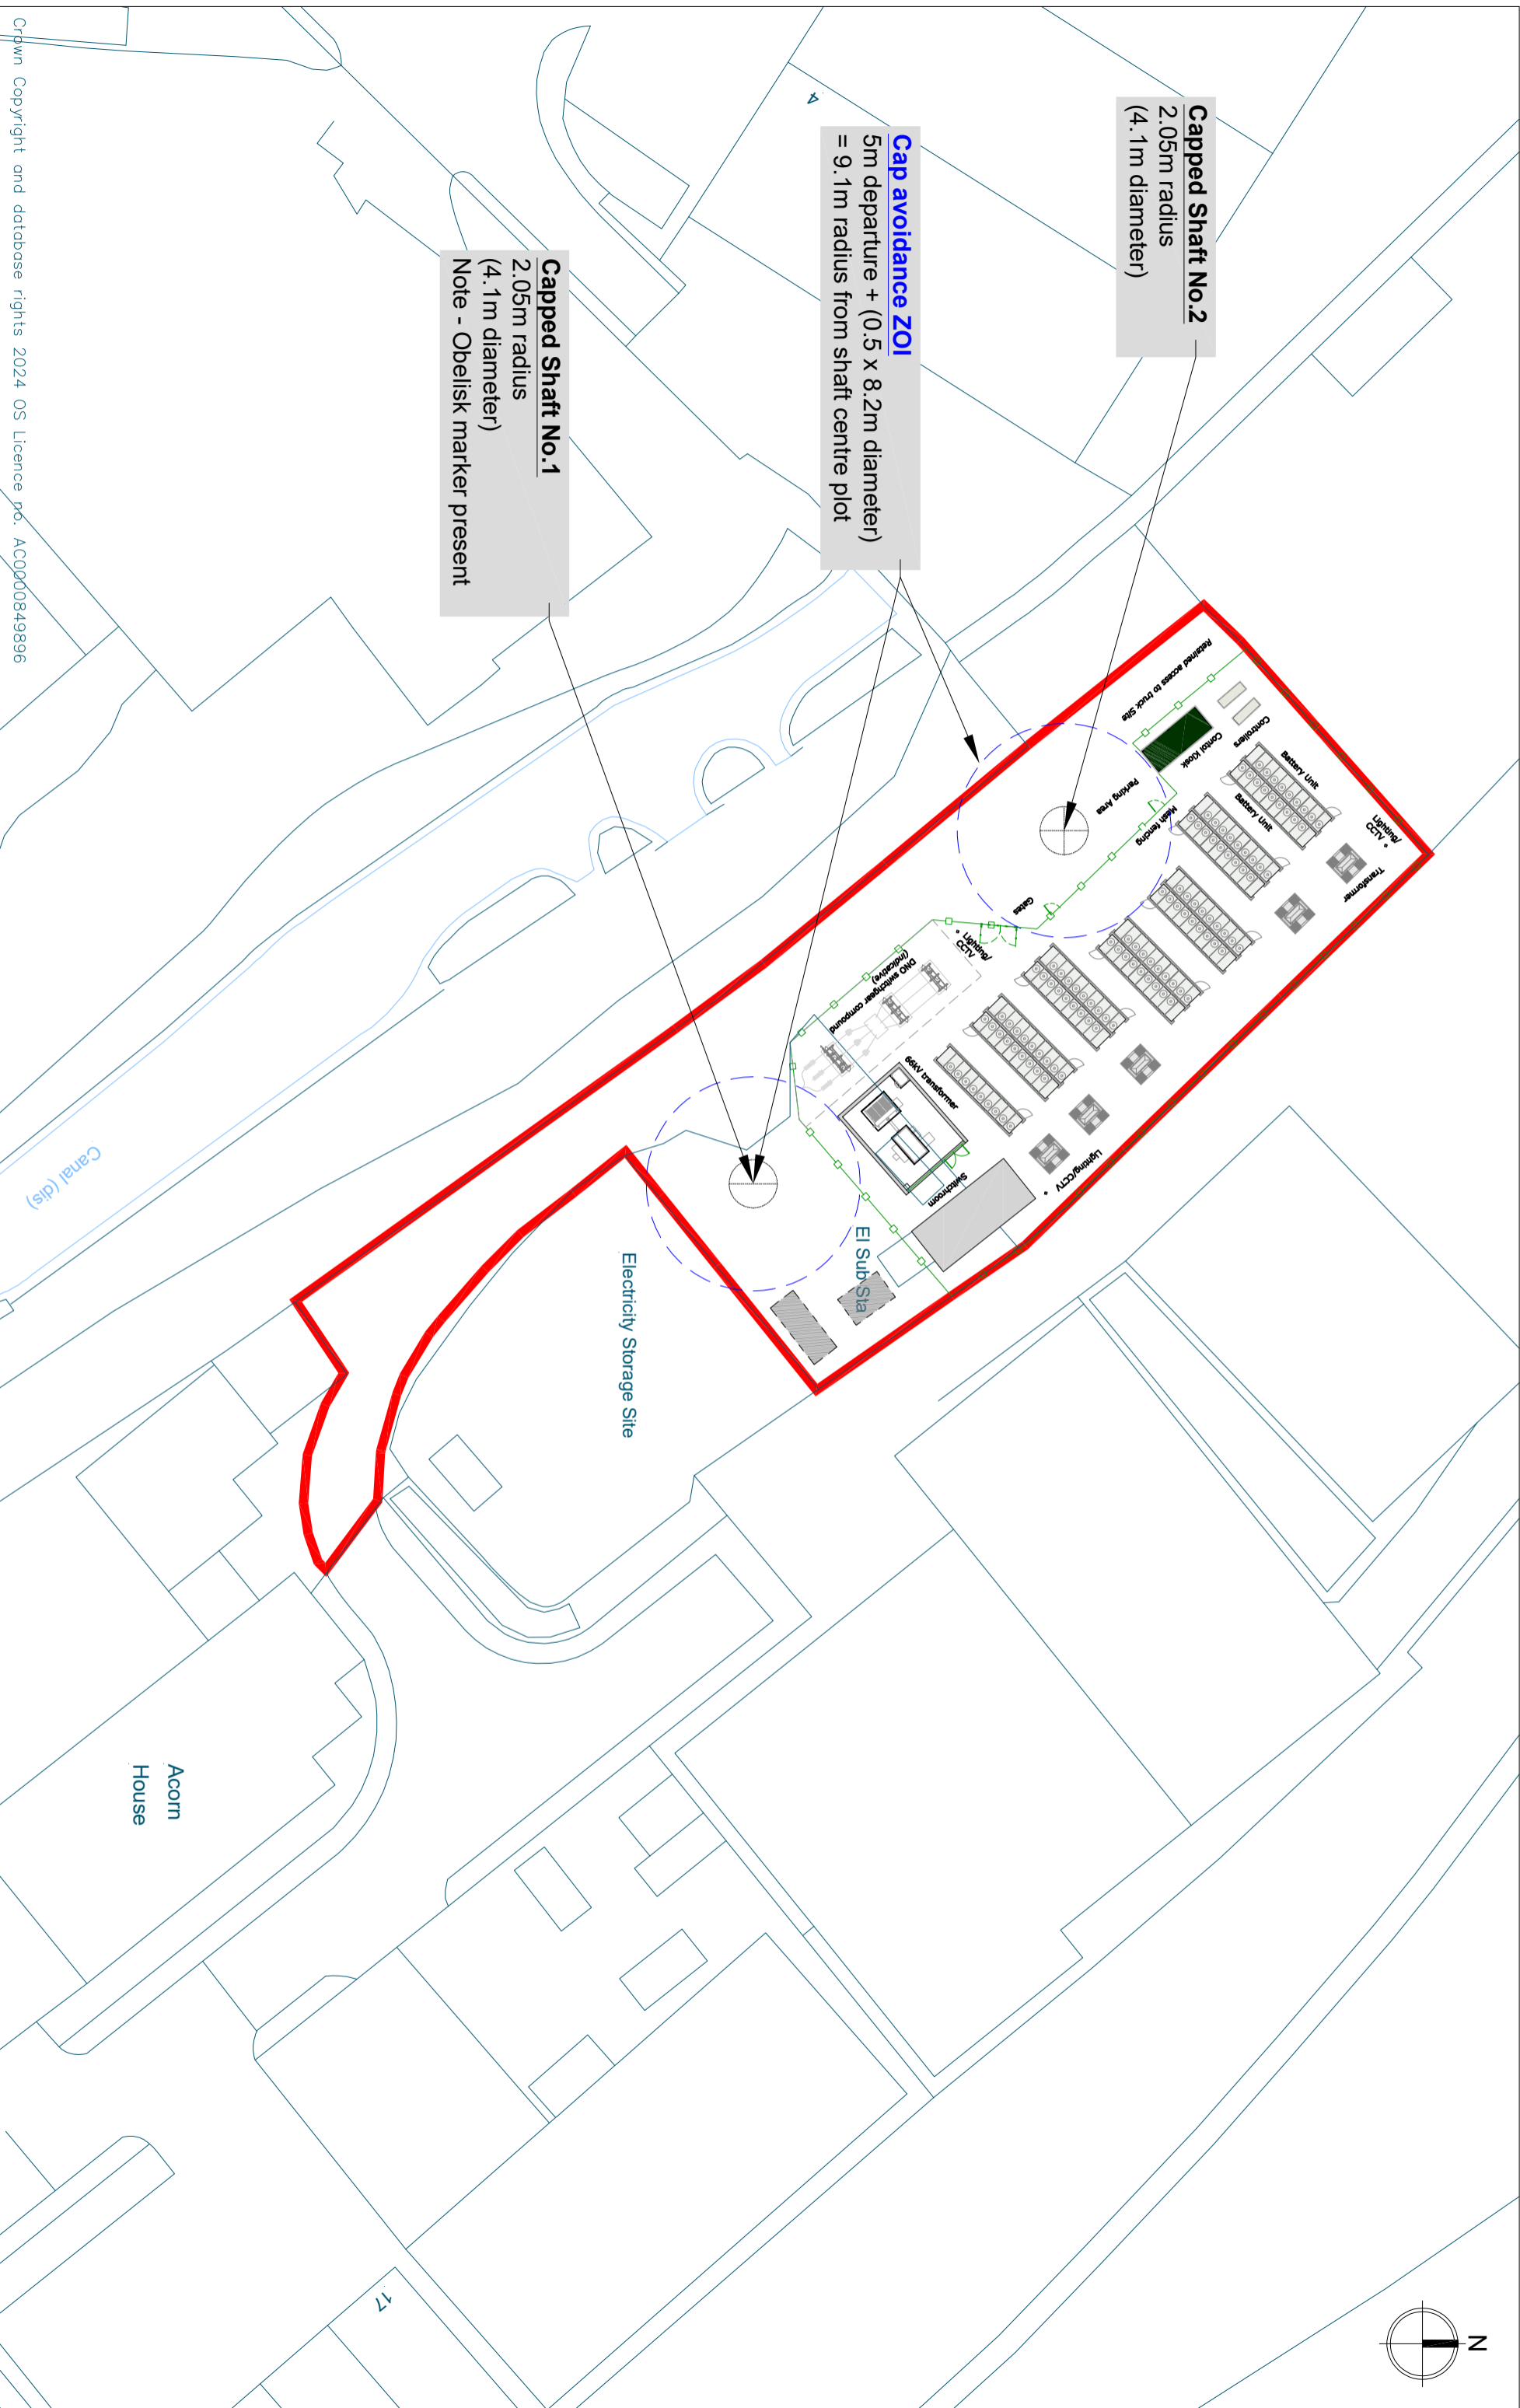 N
Capped Shaft No.2
2.05m radius
(4.1m diameter)
Cap avoidance ZOI
5m departure + (0.5 x 8.2m diameter)
= 9.1m radius from shaft centre plot
Capped Shaft No.1
2.05m radius
(4.1m diameter)
Note - Obelisk marker present
Retained access to truck Site
Controllers
Contol Kiosk
Battery Unit
Battery Unit
Lighting/
CCTV
Transformer
Parking Area
Mesh fencing
Gates
Lighting/
CCTV
DNO switchgear compound
(indicative)
66kV transformer
Switchroom
Lighting/CCTV
El Sub Sta
Electricity Storage Site
Canal (dis)
Acorn
House
4
17
Crown Copyright and database rights 2024 OS Licence no. AC0000849896